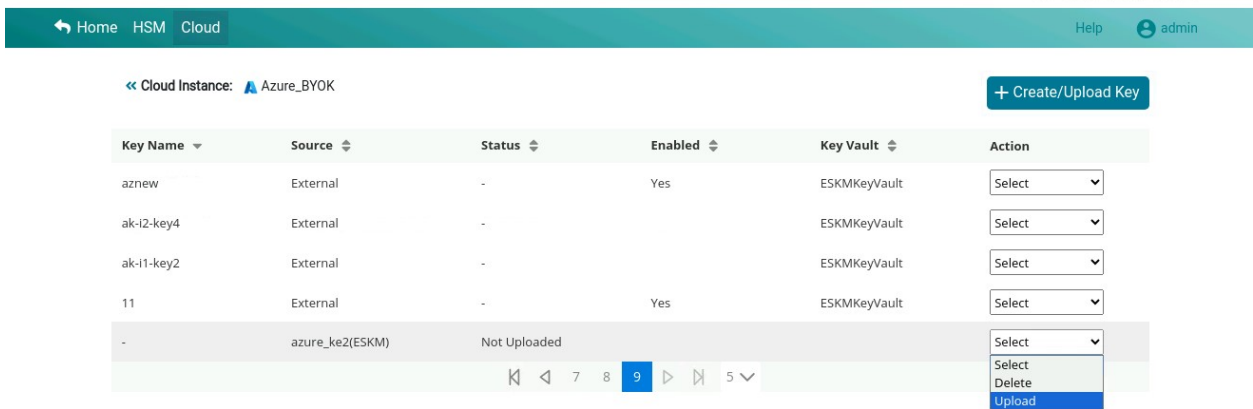 Home HSM Cloud Help admin
Cloud Instance: Azure_BYOK + Create/Upload Key
Key Name Source Status Enabled Key Vault Action
aznew External - Yes ESKMKeyVault Select
ak-i2-key4 External - ESKMKeyVault Select
ak-i1-key2 External - ESKMKeyVault Select
11 External - Yes ESKMKeyVault Select
- azure_ke2(ESKM) Not Uploaded Select
Select
7 8 9 5
Delete
Upload